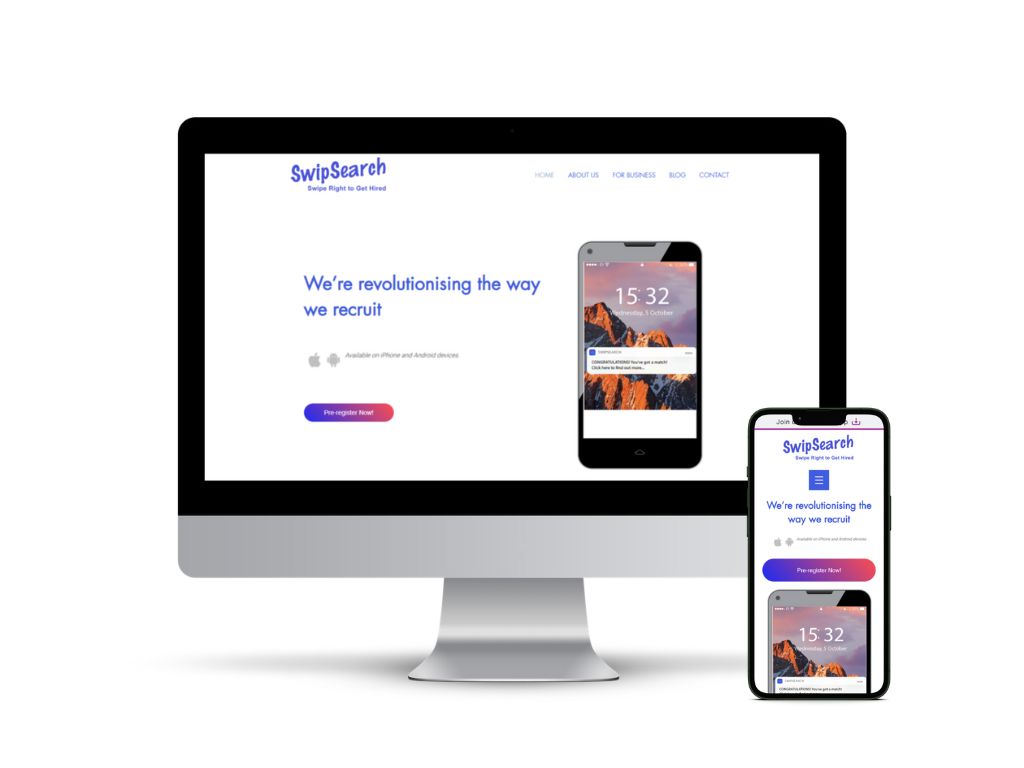 SwipSearch
Swipe Right to Get Hired
HOME ABOUT US FOR BUSINESS BLOG CONTACT
We're revolutionising the way
we recruit
Available on iPhone and Android devices
Pre-register Now!
15:32
Wednesday, 5 October
SWIPSEARCH
CONGRATULATIONS! You've got a match!
Click here to find out more...
Join
SwipSearch
Swipe Right to Get Hired
We're revolutionising the
way we recruit
Available on iPhone and Android devices
Pre-register Now!
15:32
Wednesday, 5 October
SWIPSEARCH
CONGRATULATIONS! You've got a match!